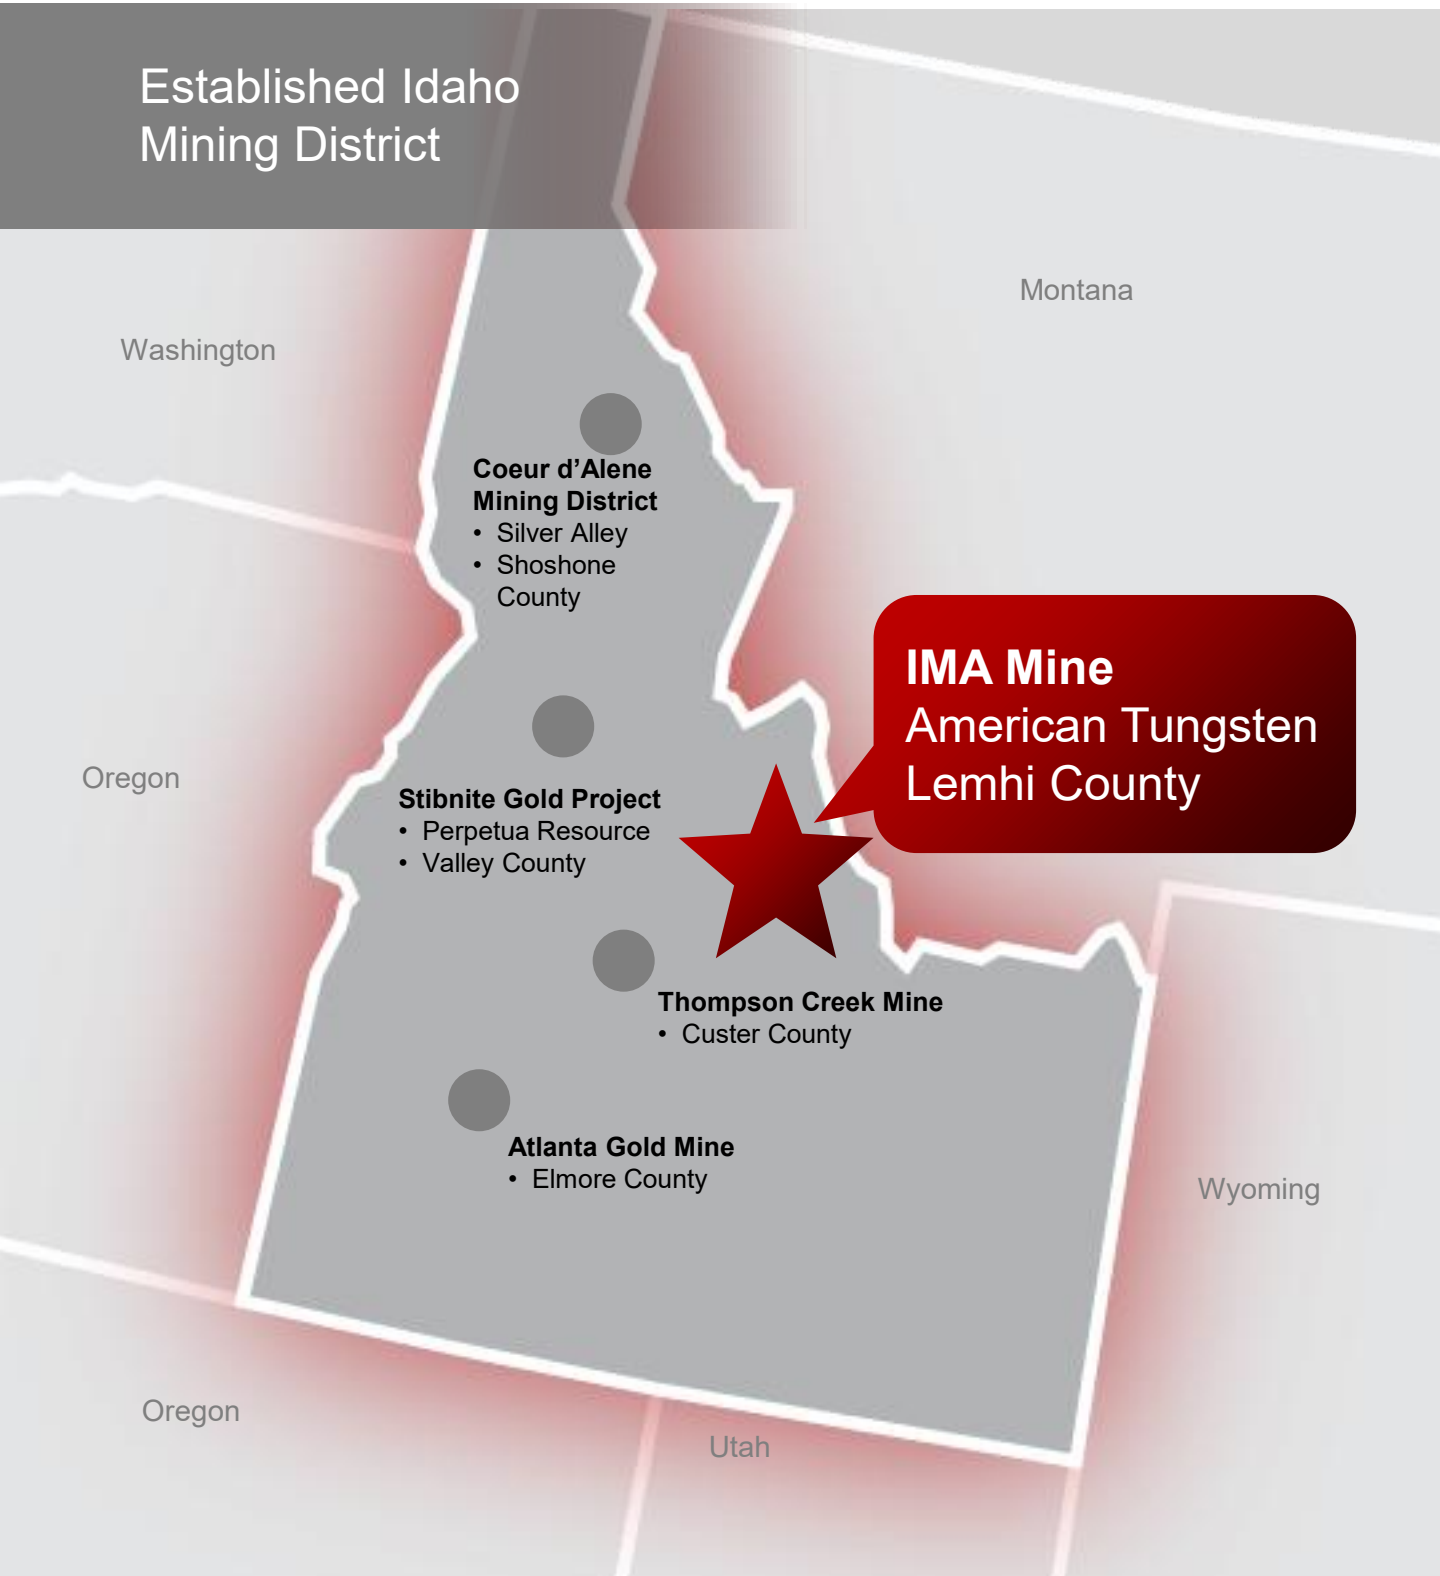 Established Idaho
Mining District
Montana
Washington
Coeur d’Alene
Mining District
• Silver Alley
• Shoshone
County
IMA Mine
American Tungsten
Lemhi County
Oregon
Stibnite Gold Project
• Perpetua Resource
• Valley County
Thompson Creek Mine
• Custer County
Atlanta Gold Mine
• Elmore County
Wyoming
Oregon
Utah